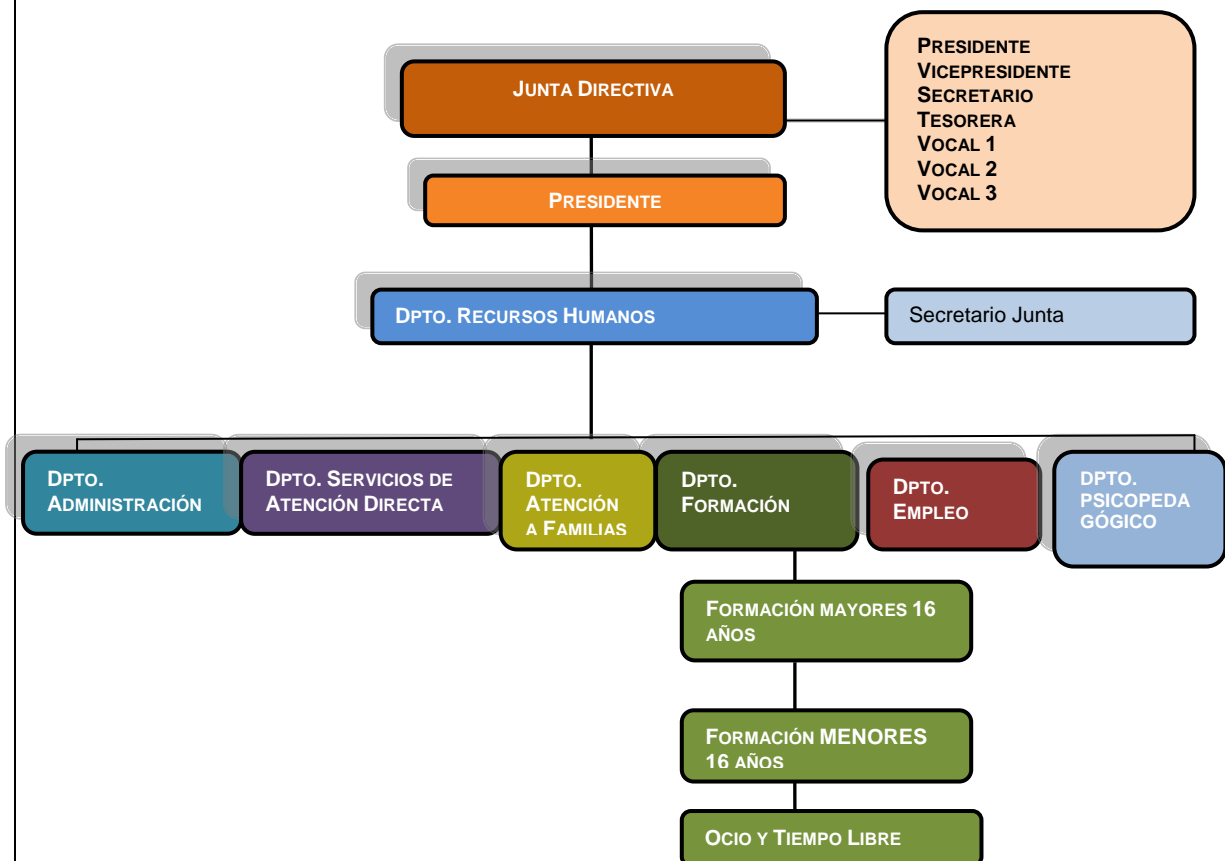 JUNTA DIRECTIVA
PRESIDENTE
VICEPRESIDENTE
SECRETARIO
TESORERA
VOCAL 1
VOCAL 2
VOCAL 3
PRESIDENTE
DPTO. RECURSOS HUMANOS
Secretario Junta
DPTO.
ADMINISTRACIÓN
DPTO. SERVICIOS DE
ATENCIÓN DIRECTA
DPTO.
ATENCIÓN
A FAMILIAS
DPTO.
FORMACIÓN
DPTO.
EMPLEO
DPTO.
PSICOPEDA
GÓGICO
FORMACIÓN MAYORES 16
AÑOS
FORMACIÓN MENORES
16 AÑOS
OCIO Y TIEMPO LIBRE